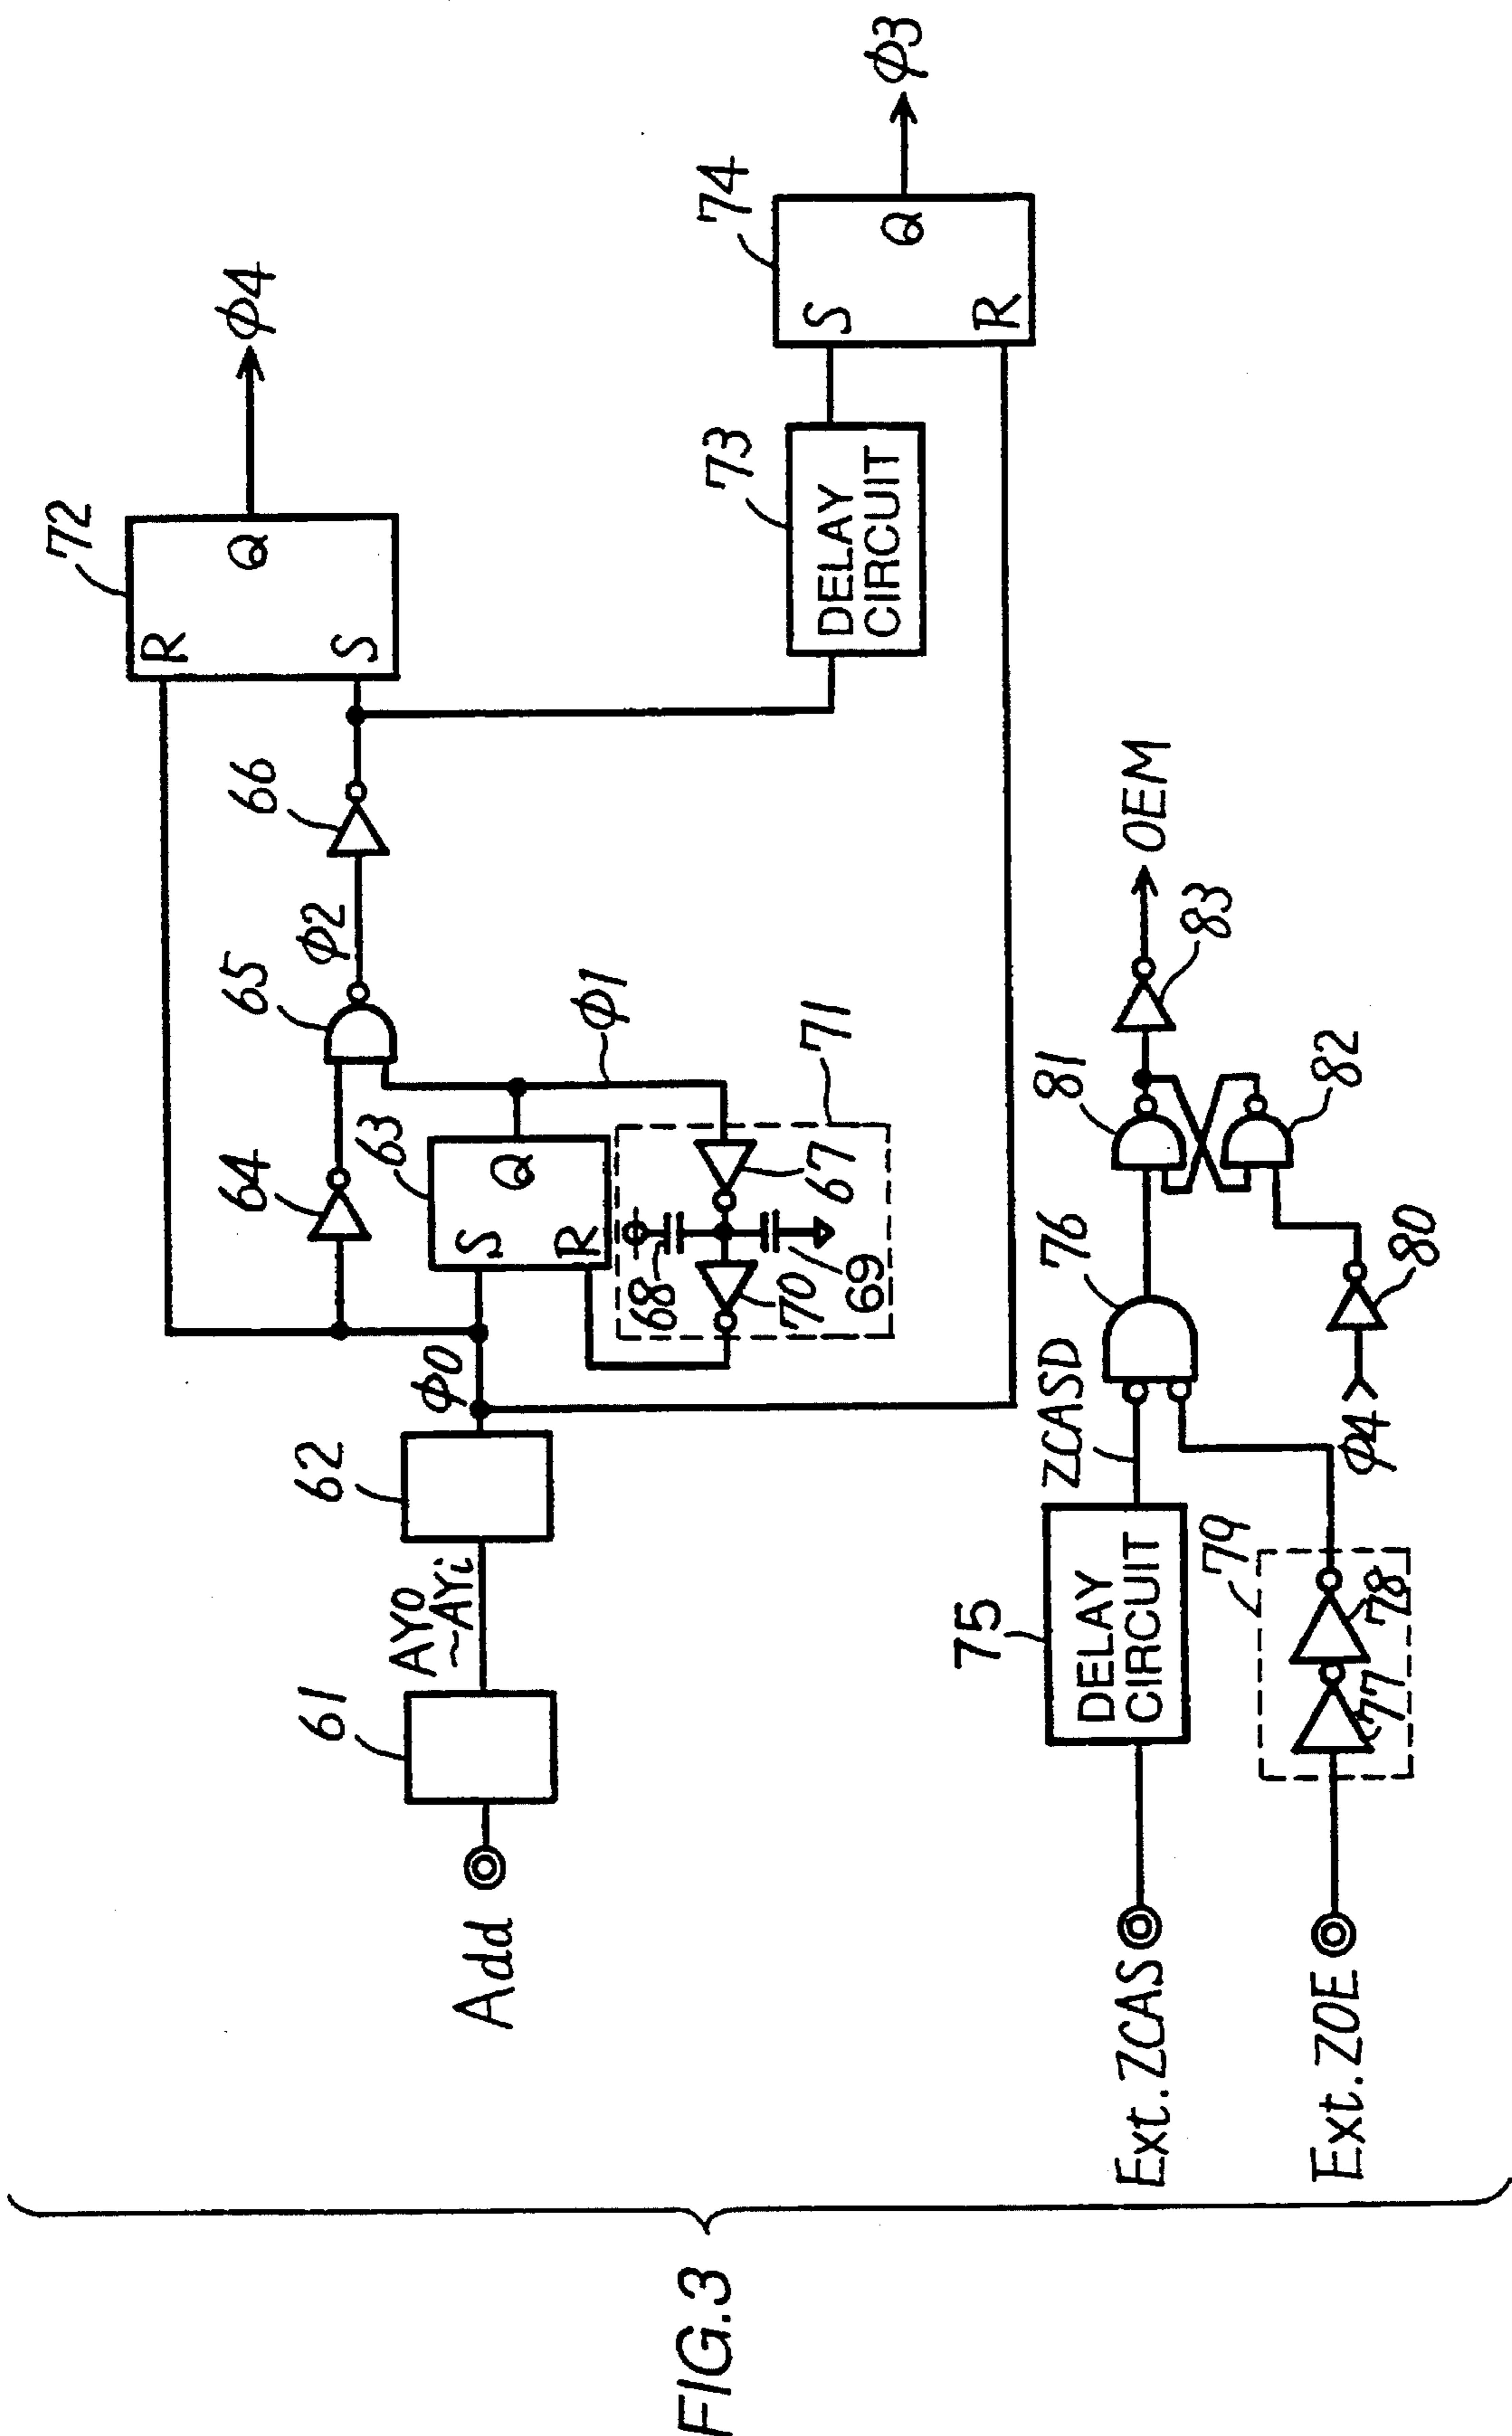 FIG.3
Add
61
AY0
~AYi
62
φ0
64
65
φ2
66
63
S
Q
R
φ1
68
67
70
69
71
72
R
S
Q
φ4
73
DELAY
CIRCUIT
74
S
R
Q
φ3
Ext.ZCAS
75
DELAY
CIRCUIT
ZCASD
76
81
83
OEM
Ext.ZOE
79
77
78
φ4
80
82